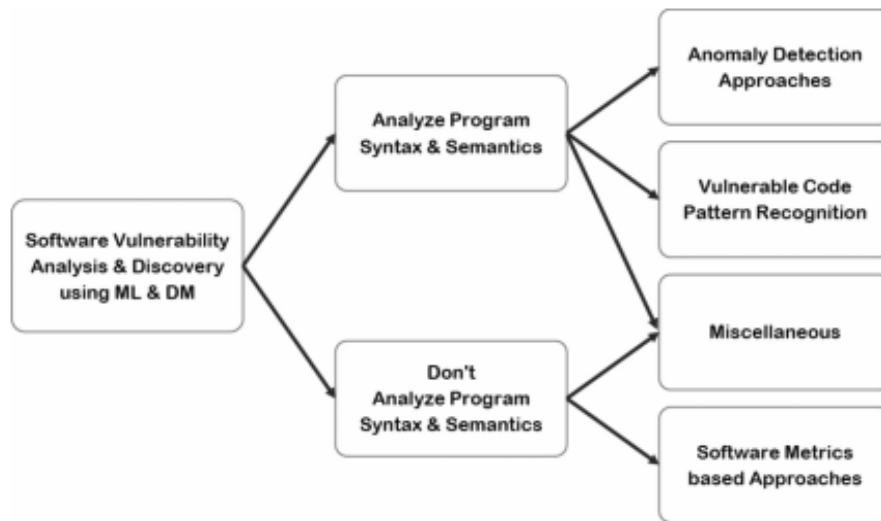 Software Vulnerability
Analysis & Discovery
using ML & DM
Analyze Program
Syntax & Semantics
Don't
Analyze Program
Syntax & Semantics
Anomaly Detection
Approaches
Vulnerable Code
Pattern Recognition
Miscellaneous
Software Metrics
based Approaches